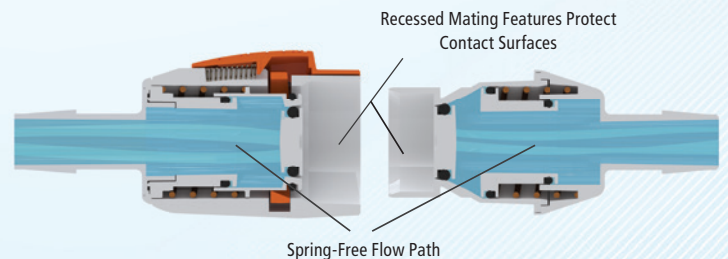 Recessed Mating Features Protect
Contact Surfaces
Spring-Free Flow Path